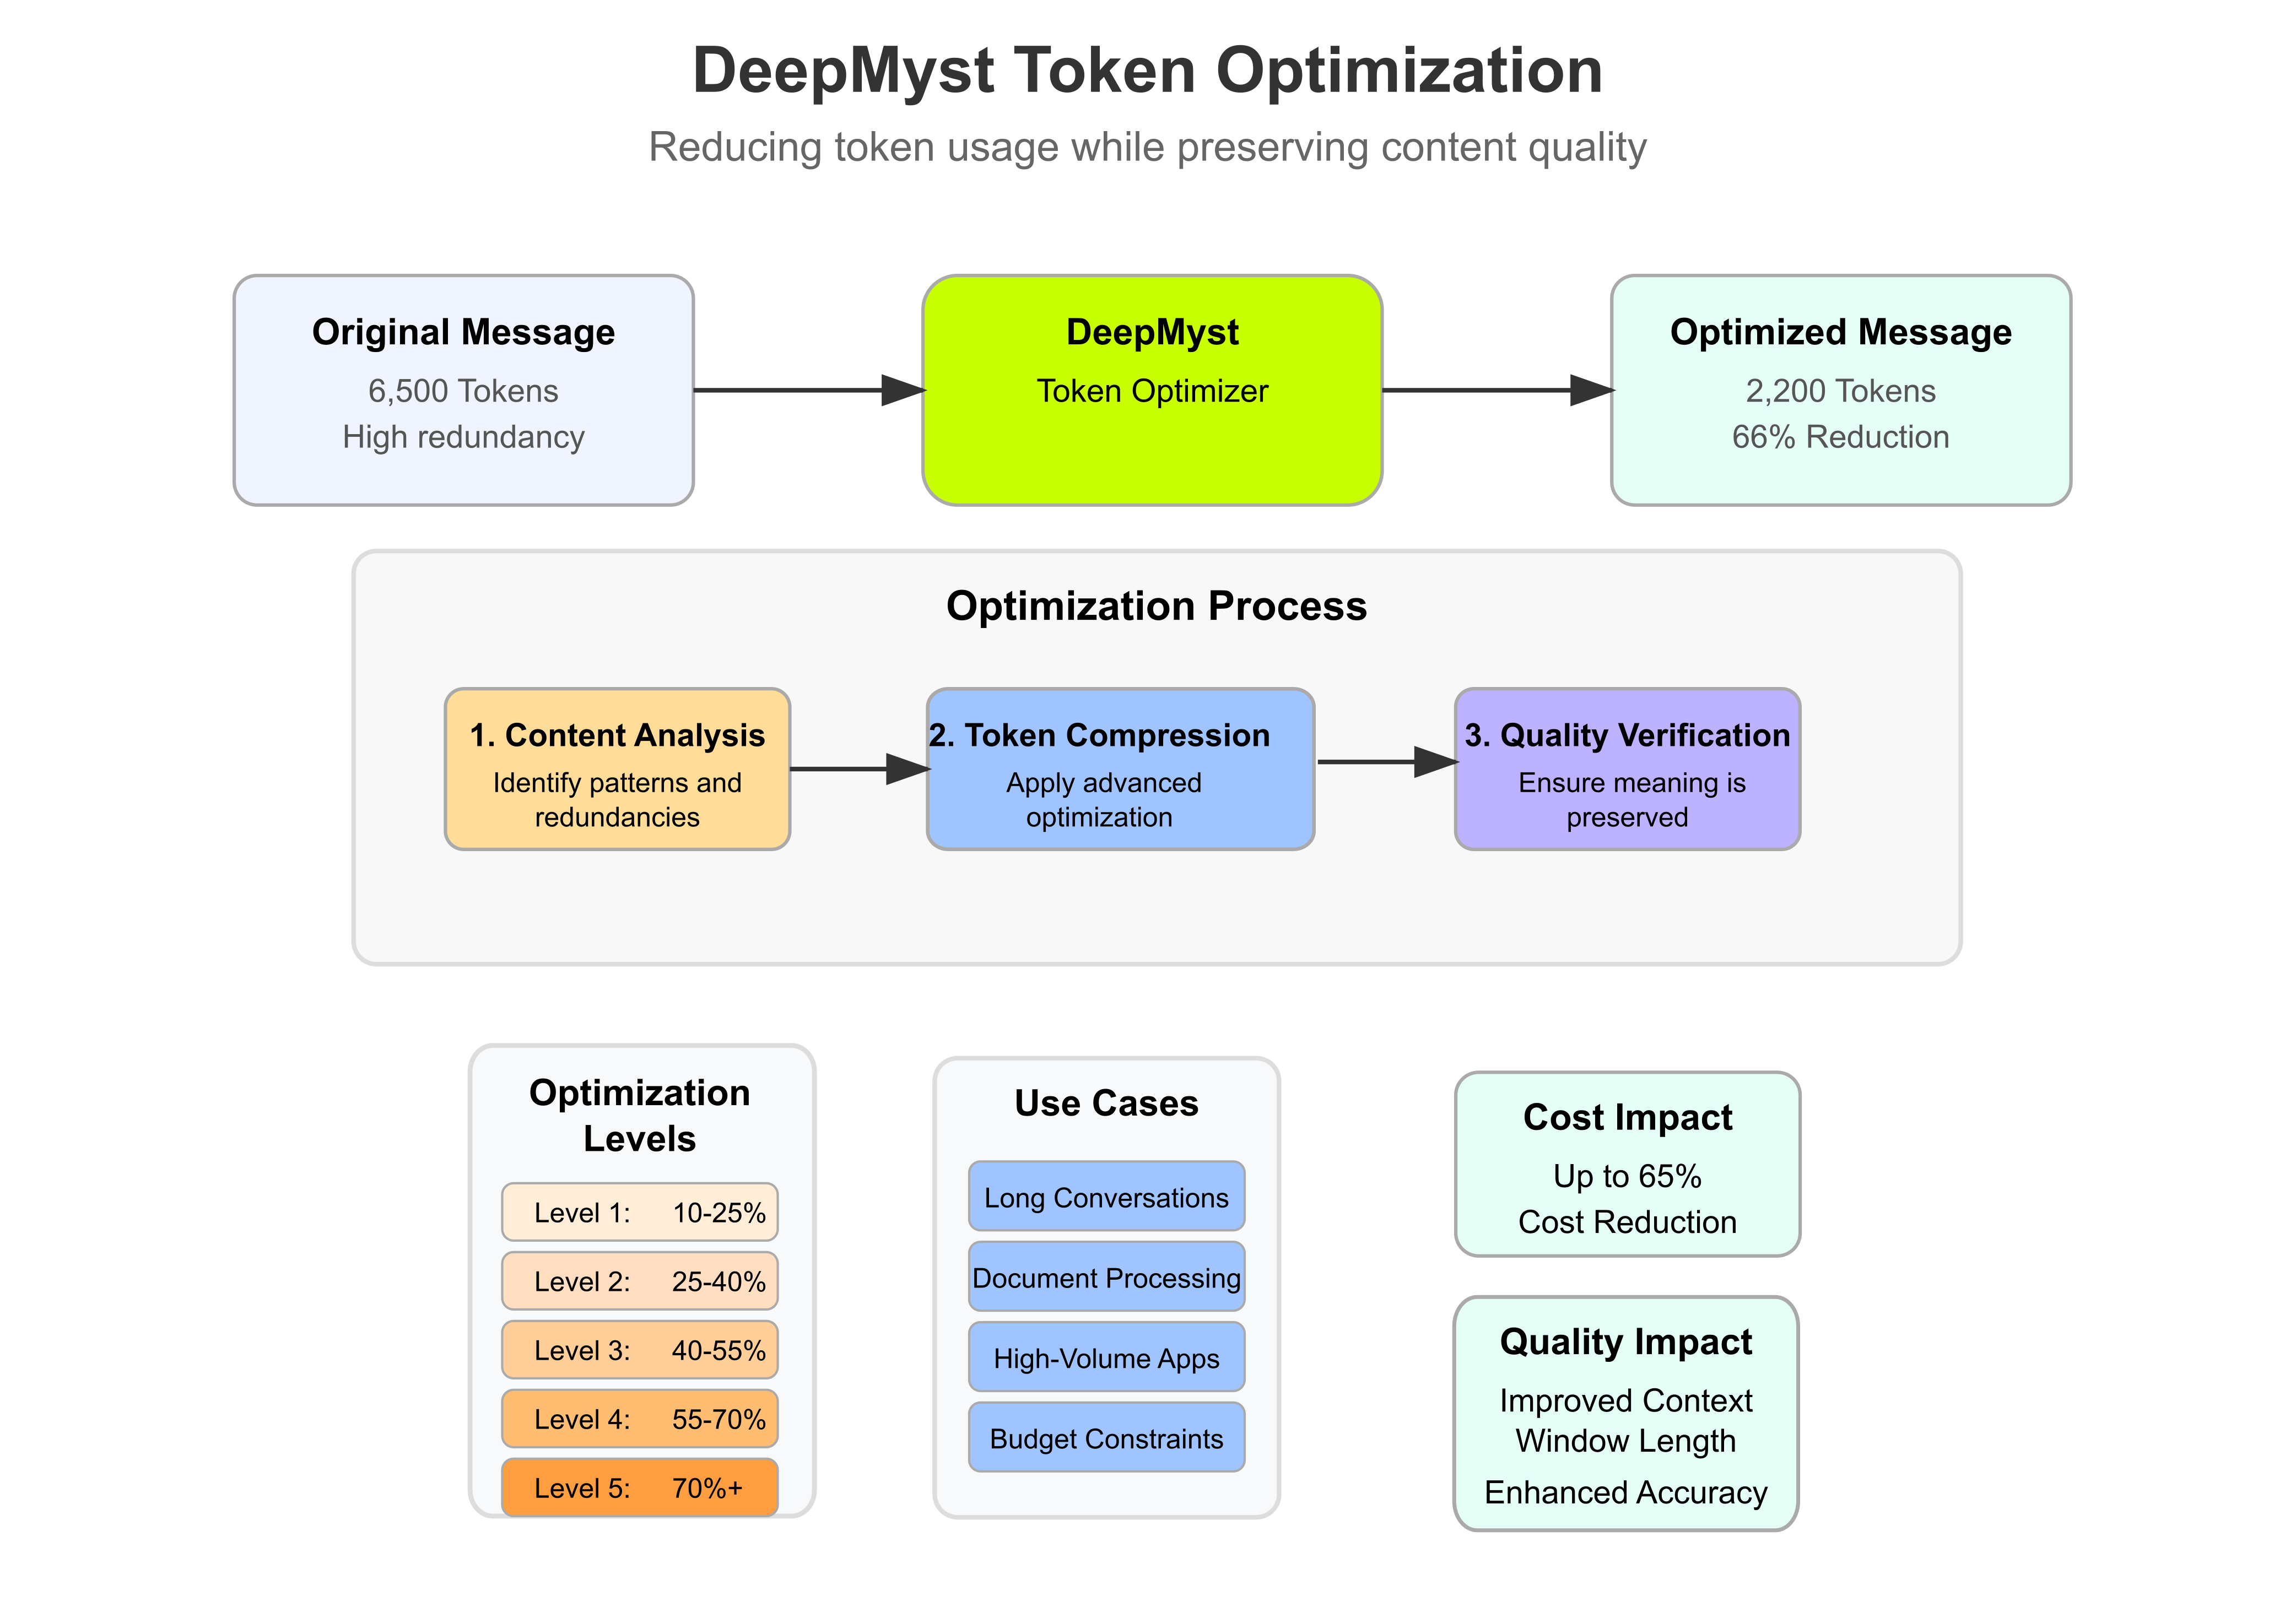 DeepMyst Token Optimization
Reducing token usage while preserving content quality
Original Message
6,500 Tokens
High redundancy
DeepMyst
Token Optimizer
Optimized Message
2,200 Tokens
66% Reduction
Optimization Process
1. Content Analysis
Identify patterns and
redundancies
2. Token Compression
Apply advanced
optimization
3. Quality Verification
Ensure meaning is
preserved
Optimization
Levels
Level 1: 10-25%
Level 2: 25-40%
Level 3: 40-55%
Level 4: 55-70%
Level 5: 70%+
Use Cases
Long Conversations
Document Processing
High-Volume Apps
Budget Constraints
Cost Impact
Up to 65%
Cost Reduction
Quality Impact
Improved Context
Window Length
Enhanced Accuracy